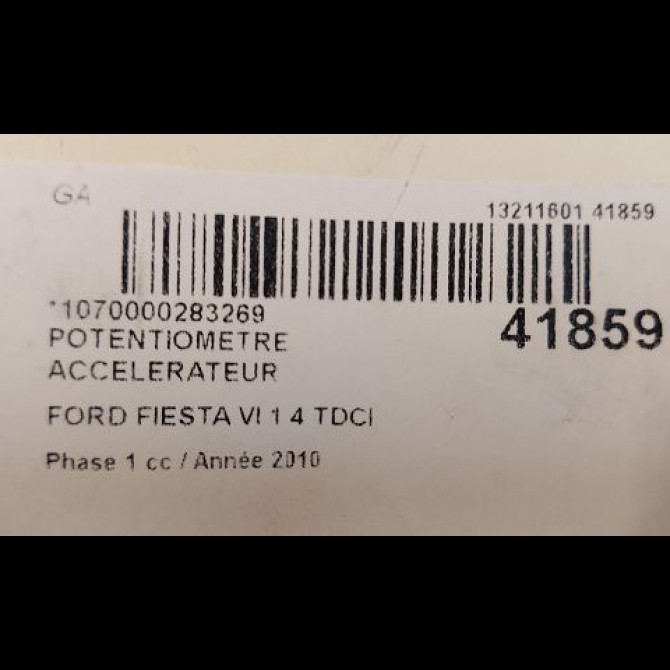 GA
13211601 41859
*1070000283269
41859
POTENTIOMETRE
ACCELERATEUR
FORD FIESTA VI 1 4 TDCI
Phase 1 cc / Année 2010